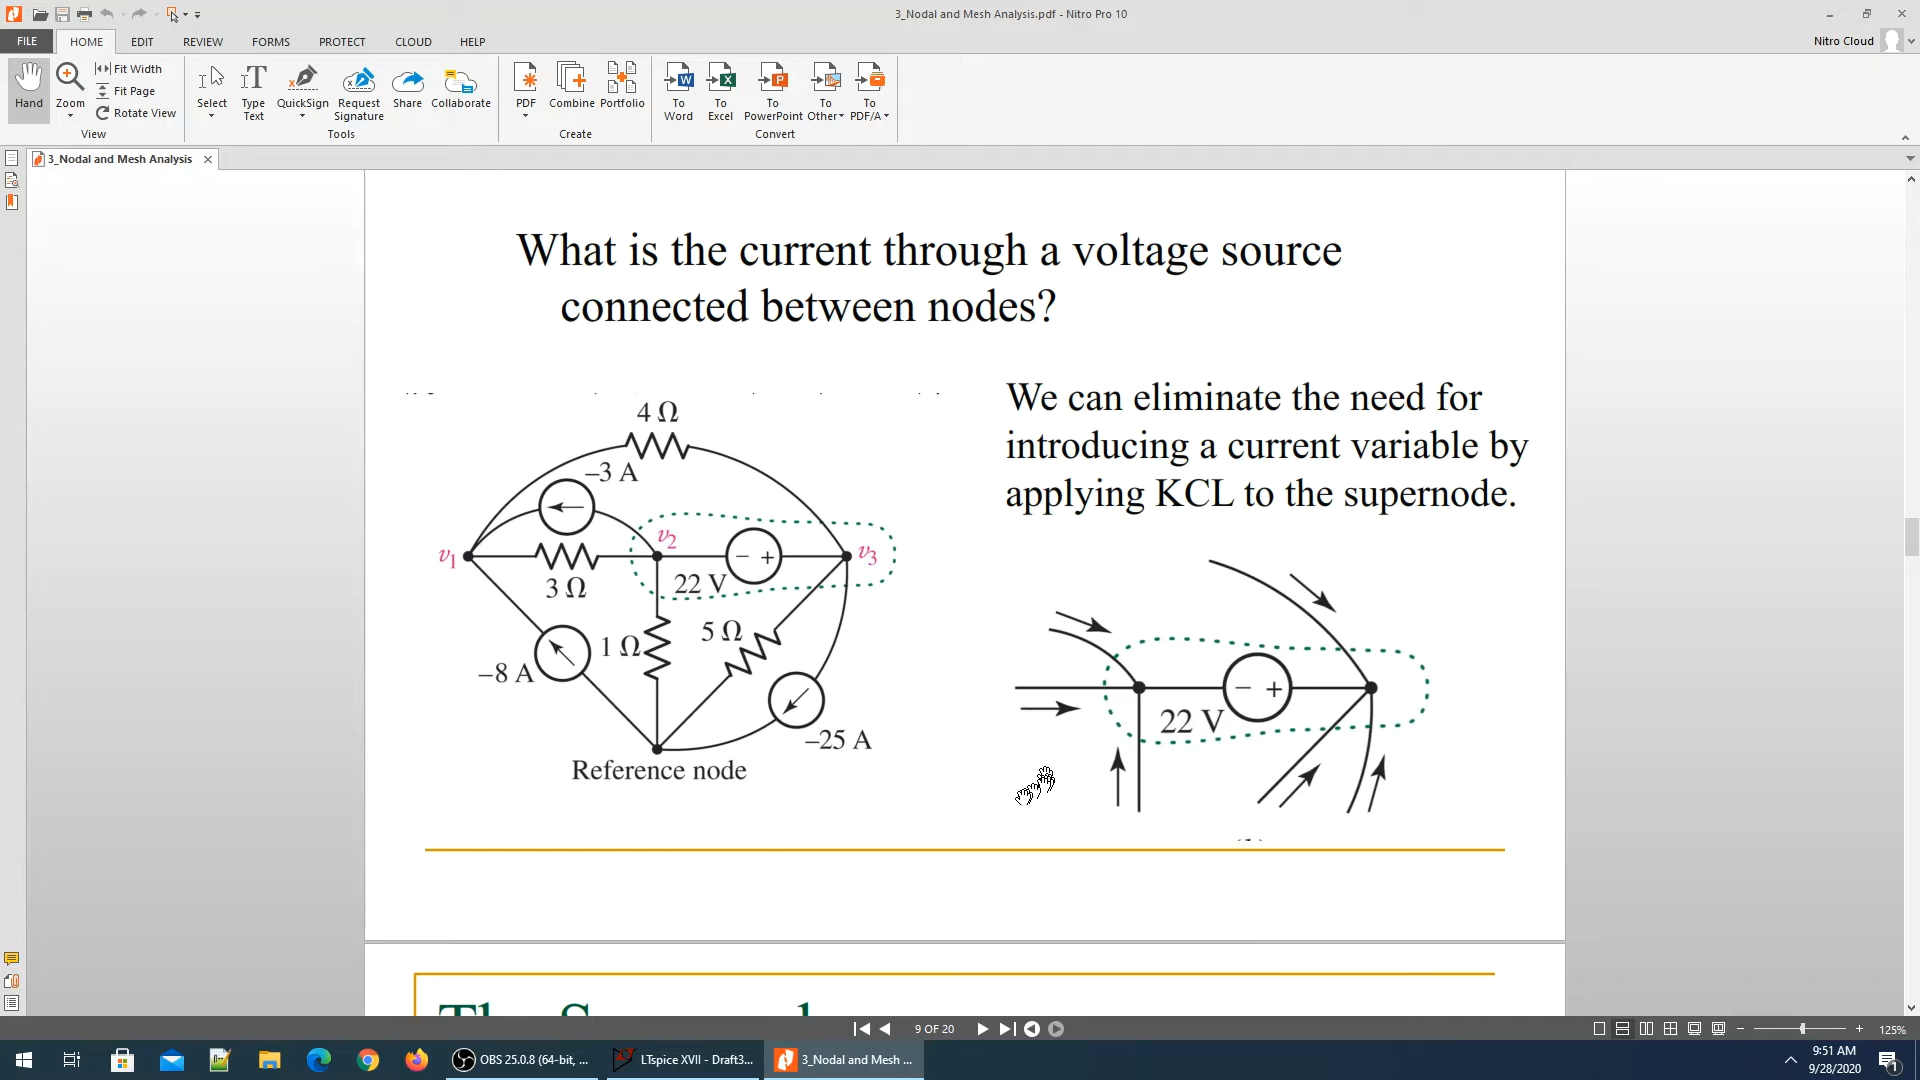 3_Nodal and Mesh Analysis.pdf - Nitro Pro 10
FILE HOME EDIT REVIEW FORMS PROTECT CLOUD HELP
Nitro Cloud
Hand
Zoom
Fit Width
Fit Page
Rotate View
View
Select
Type Text
QuickSign
Request Signature
Share
Collaborate
Tools
PDF
Combine
Portfolio
Create
To Word
To Excel
To PowerPoint
To Other
To PDF/A
Convert
3_Nodal and Mesh Analysis
What is the current through a voltage source
connected between nodes?
We can eliminate the need for
introducing a current variable by
applying KCL to the supernode.
4 Ω
–3 A
v1
v2
v3
– +
3 Ω
22 V
1 Ω
5 Ω
–8 A
–25 A
Reference node
– +
22 V
9 OF 20
125%
OBS 25.0.8 (64-bit, ...
LTspice XVII - Draft3...
3_Nodal and Mesh ...
9:51 AM
9/28/2020
1